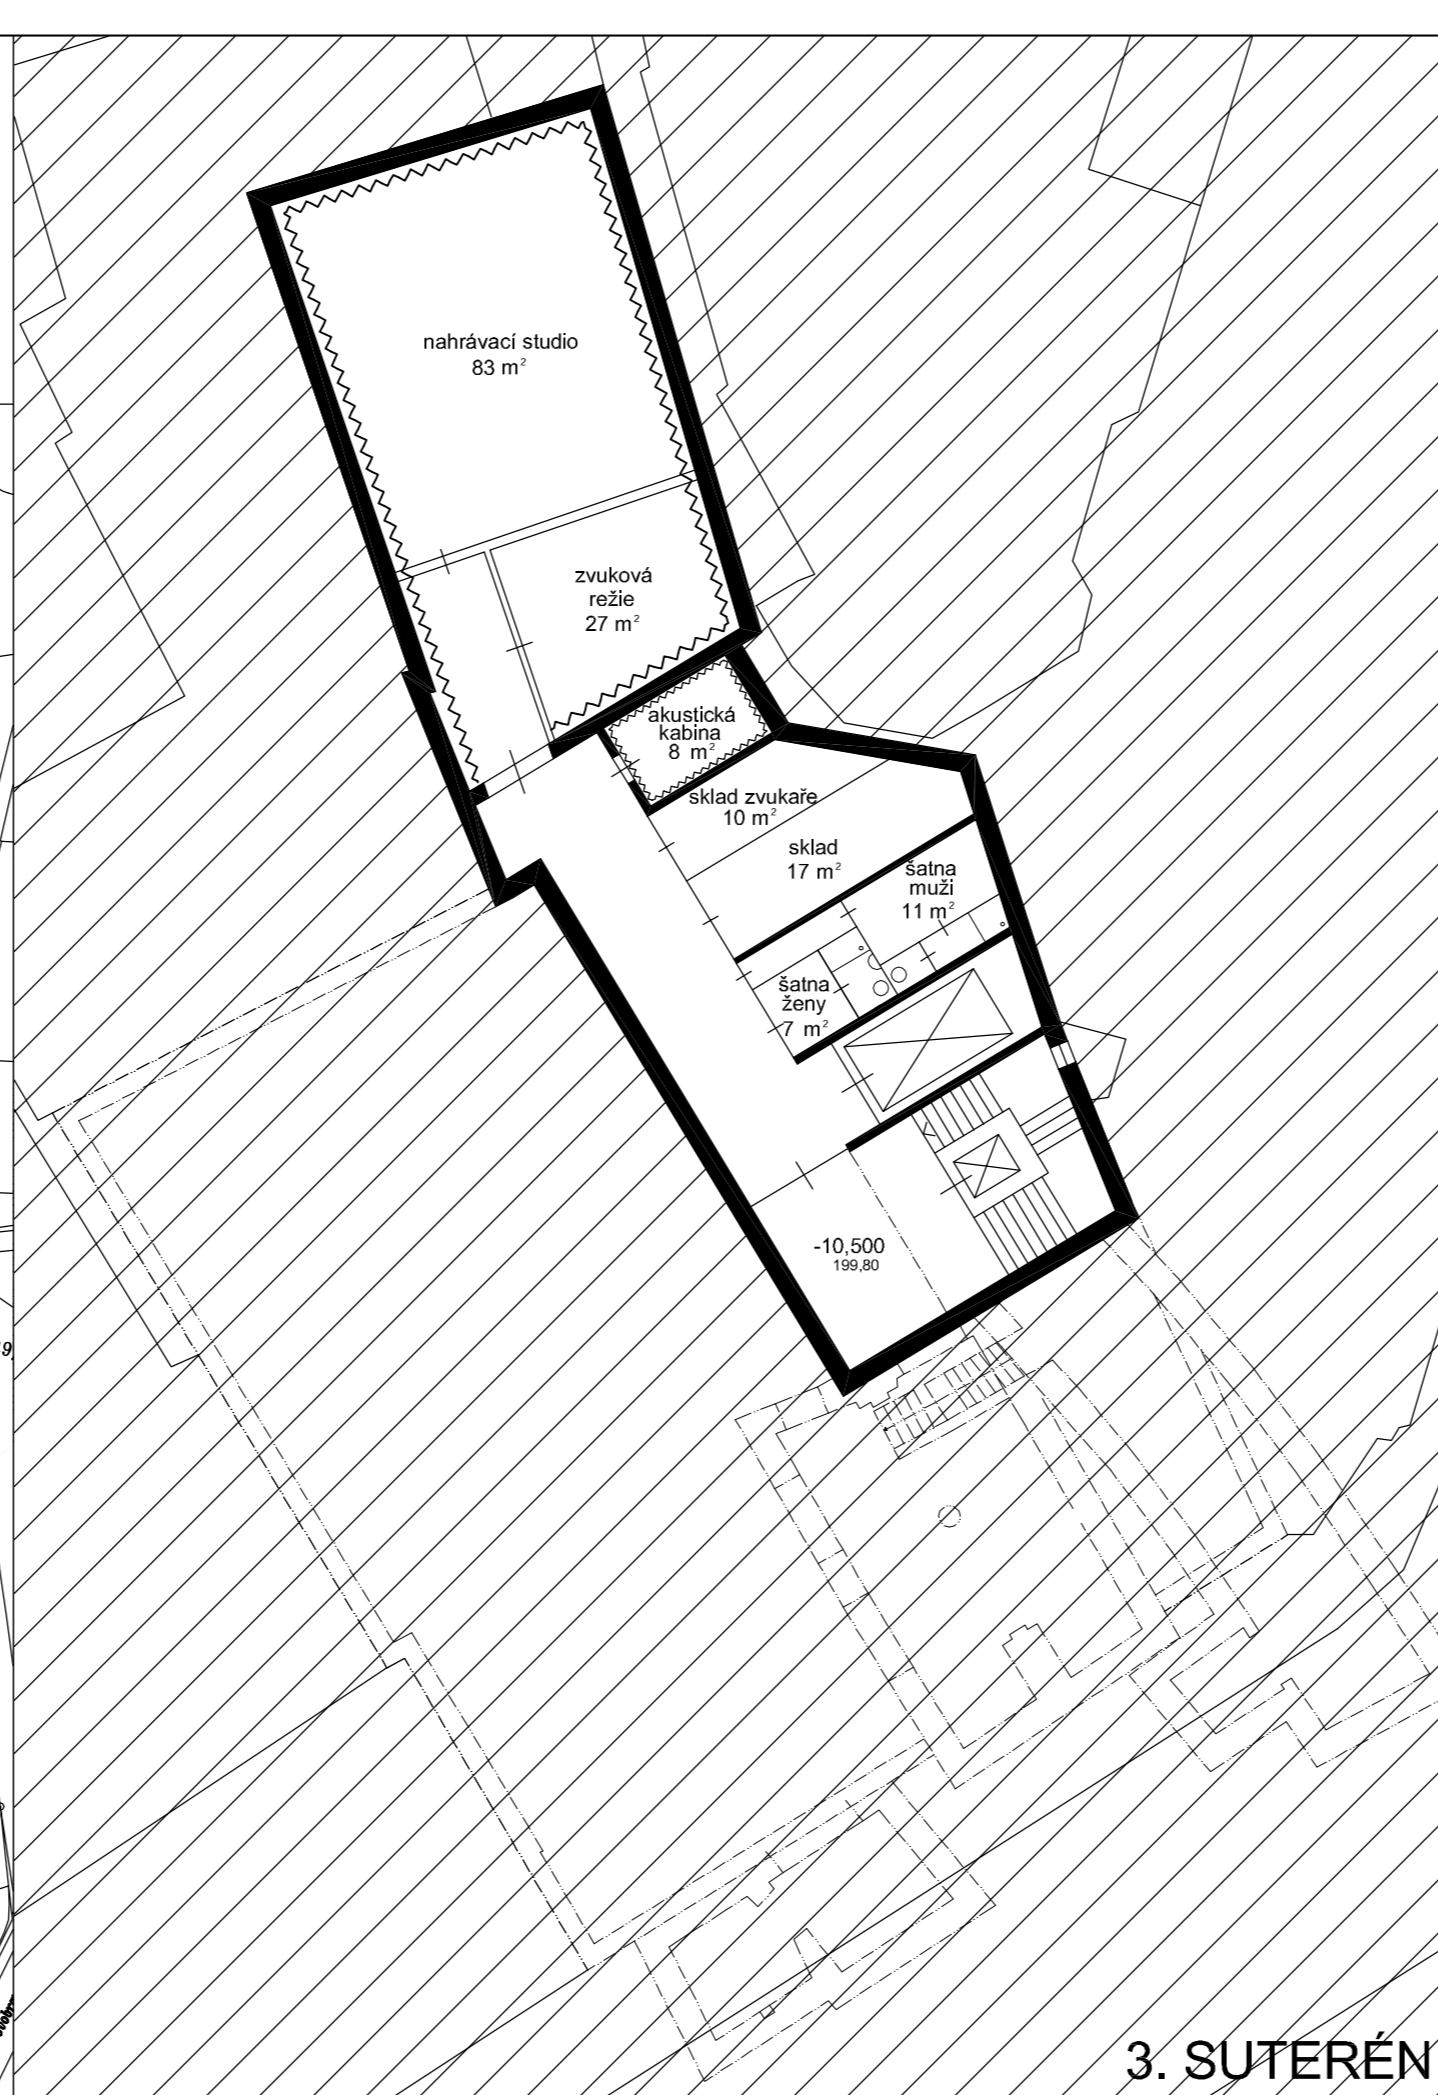 nahrávací studio
83 m²
zvuková
režie
27 m²
akustická
kabina
8 m²
sklad zvukaře
10 m²
sklad
17 m²
šatna
muži
11 m²
šatna
ženy
7 m²
-10,500
199,80
3. SUTERÉN